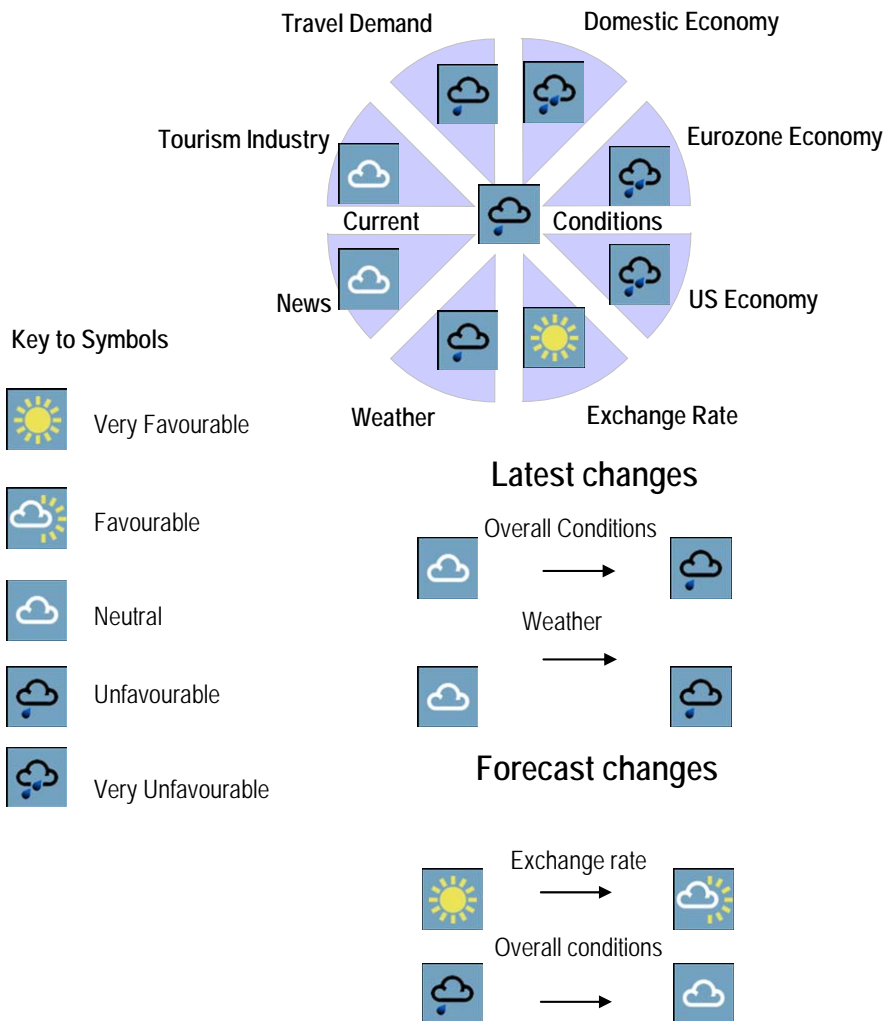 Travel Demand
Domestic Economy
Tourism Industry
Eurozone Economy
Current
Conditions
News
US Economy
Weather
Exchange Rate
Key to Symbols
Very Favourable
Favourable
Neutral
Unfavourable
Very Unfavourable
Latest changes
Overall Conditions
Weather
Forecast changes
Exchange rate
Overall conditions